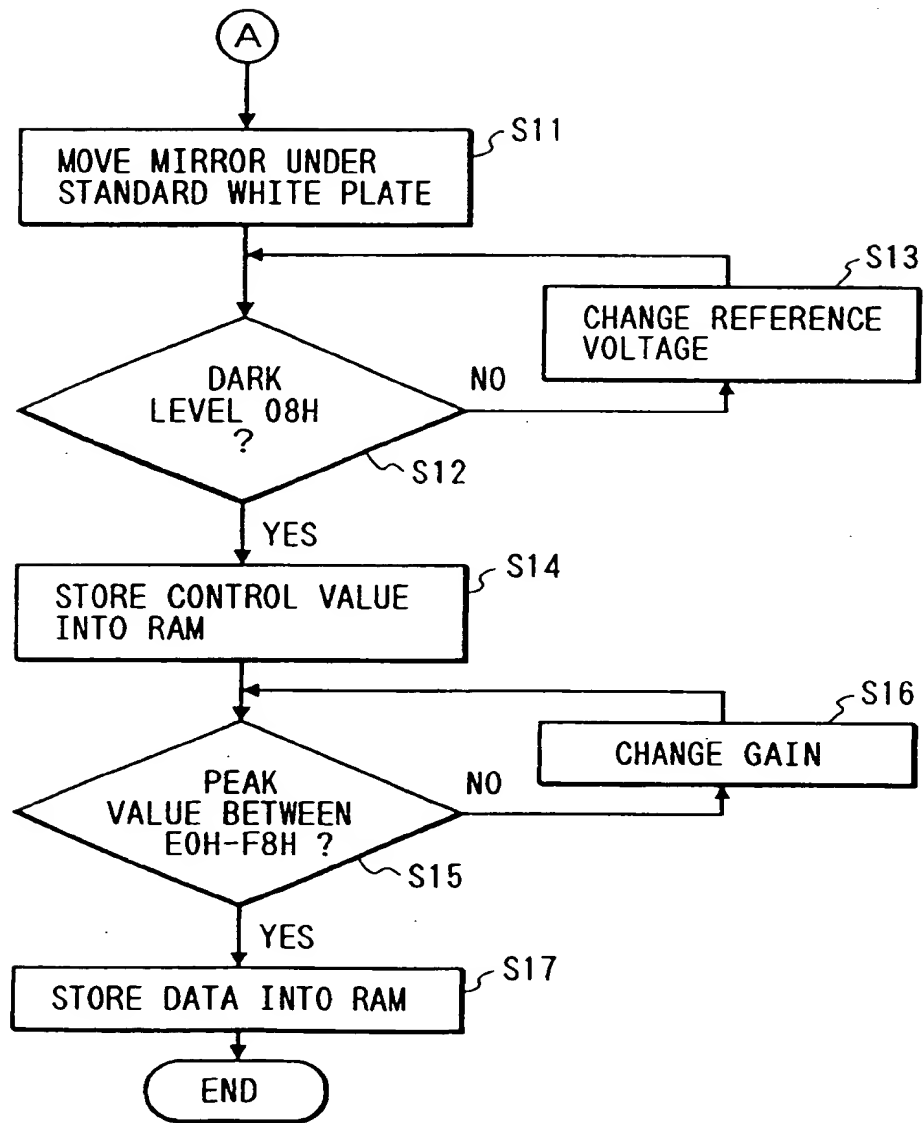 A
S11
MOVE MIRROR UNDER
STANDARD WHITE PLATE
S13
CHANGE REFERENCE
VOLTAGE
DARK
LEVEL 08H
?
NO
S12
YES
S14
STORE CONTROL VALUE
INTO RAM
S16
CHANGE GAIN
PEAK
VALUE BETWEEN
E0H-F8H ?
NO
S15
YES
S17
STORE DATA INTO RAM
END